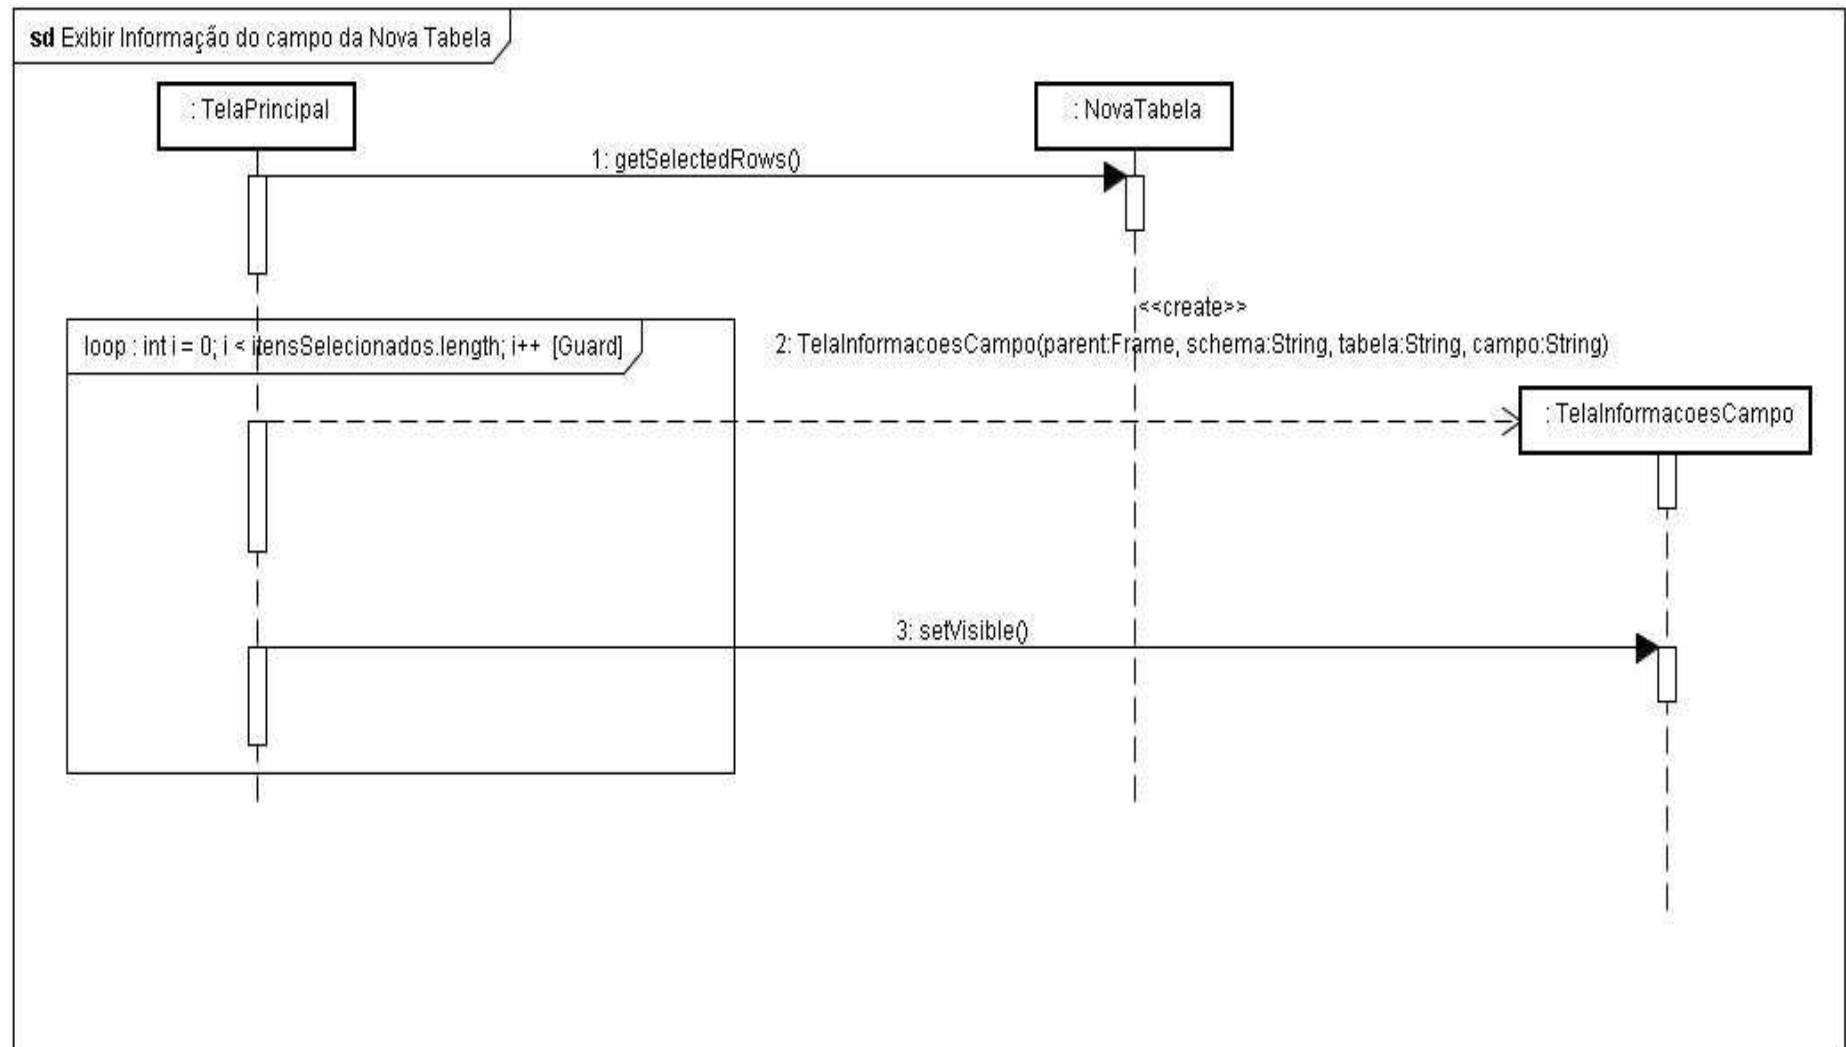 sd Exibir Informação do campo da Nova Tabela
: TelaPrincipal
: NovaTabela
1: getSelectedRows()
<<create>>
loop : int i = 0; i < itensSelecionados.length; i++ [Guard]
2: TelaInformacoesCampo(parent:Frame, schema:String, tabela:String, campo:String)
: TelaInformacoesCampo
3: setVisible()